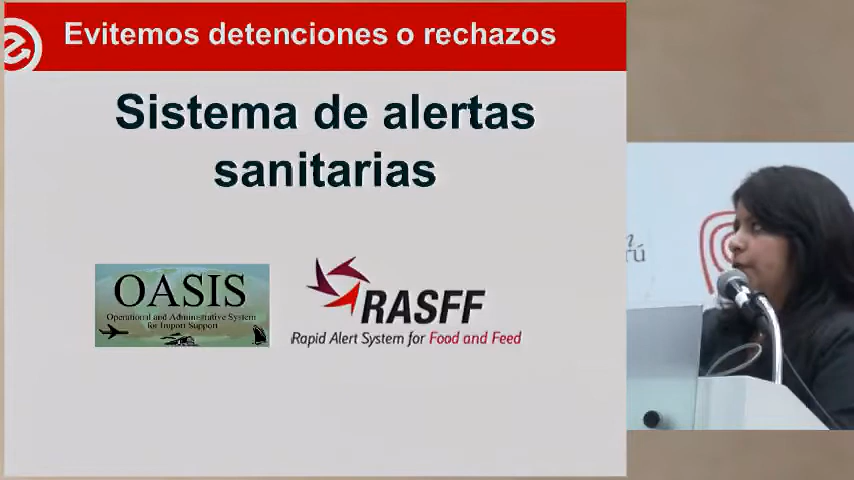 Evitemos detenciones o rechazos
Sistema de alertas
sanitarias
OASIS
Operational and Administrative System
for Import Support
RASFF
Rapid Alert System for Food and Feed
rú